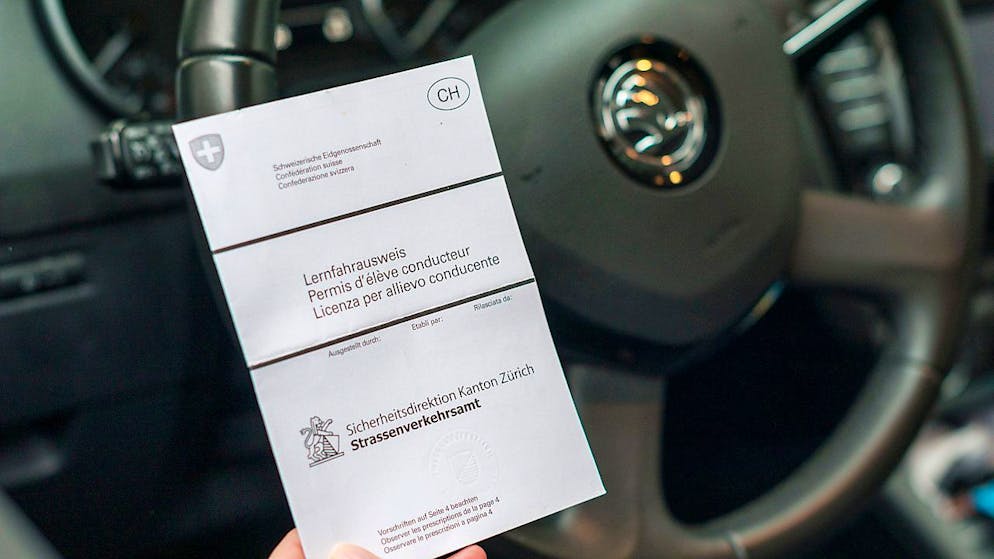 CH
Schweizerische Eidgenossenschaft
Confédération suisse
Confederazione svizzera
Lernfahrausweis
Permis d'élève conducteur
Licenza per allievo conducente
Ausgestellt durch: Etabli par: Rilasciata da:
Sicherheitsdirektion Kanton Zürich
Strassenverkehrsamt
Vorschriften auf Seite 4 beachten
Observer les prescriptions de la page 4
Osservare le prescrizioni a pagina 4